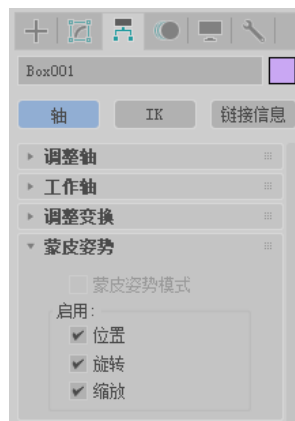 Box001
轴 IK 链接信息
调整轴
工作轴
调整变换
蒙皮姿势
蒙皮姿势模式
启用:
位置
旋转
缩放